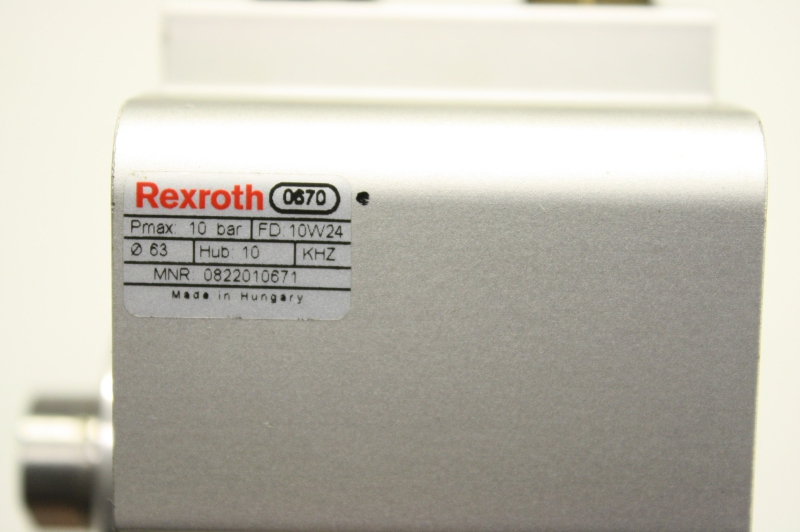 Rexroth 0670
Pmax: 10 bar FD:10W24
Ø 63 Hub: 10 KHZ
MNR: 0822010671
Made in Hungary